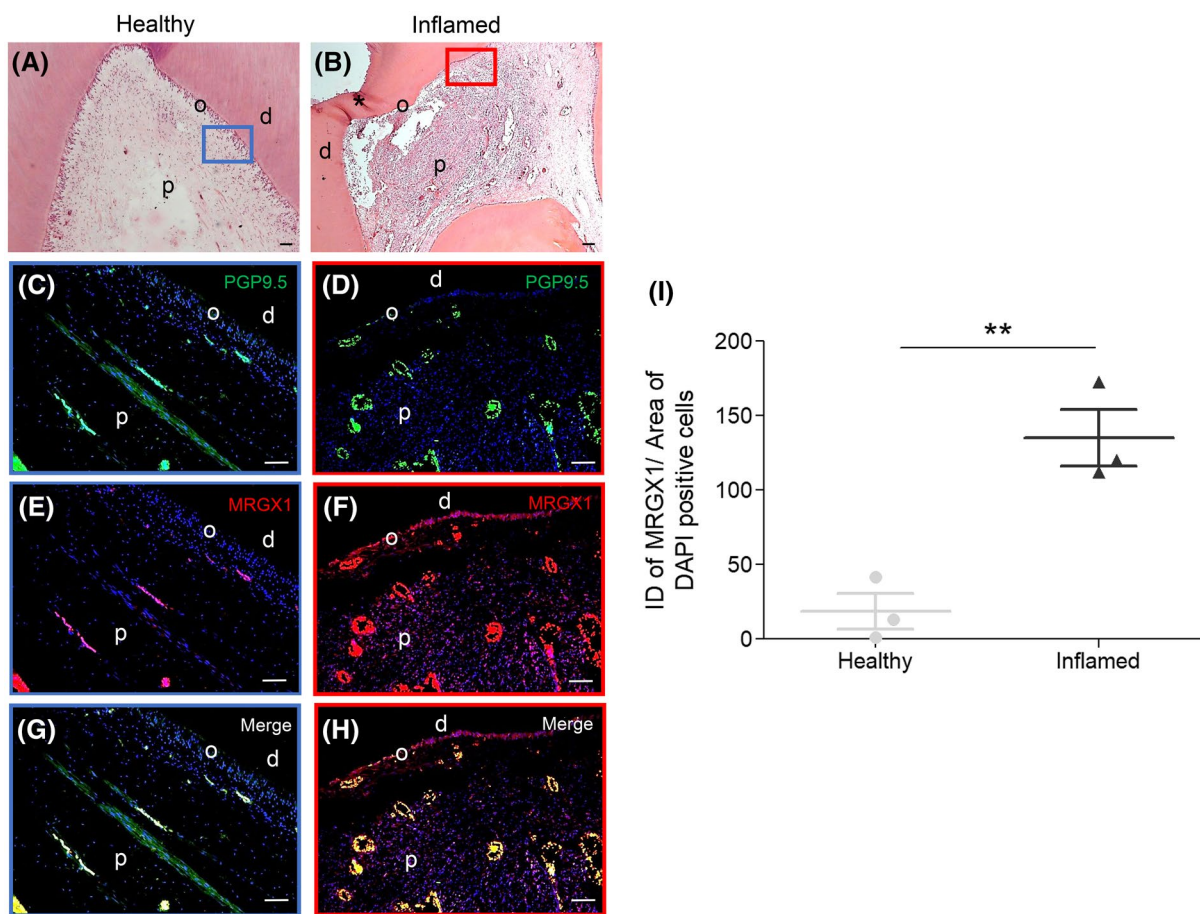 Healthy
Inflamed
(A)
o
d
p
(B)
*
o
d
p
(C)
PGP9.5
o
d
p
(D)
PGP9.5
d
o
p
(E)
MRGX1
o
d
p
(F)
MRGX1
d
o
p
(G)
Merge
o
d
p
(H)
Merge
d
o
p
(I)
ID of MRGX1/ Area of
DAPI positive cells
200
150
100
50
0
**
Healthy
Inflamed